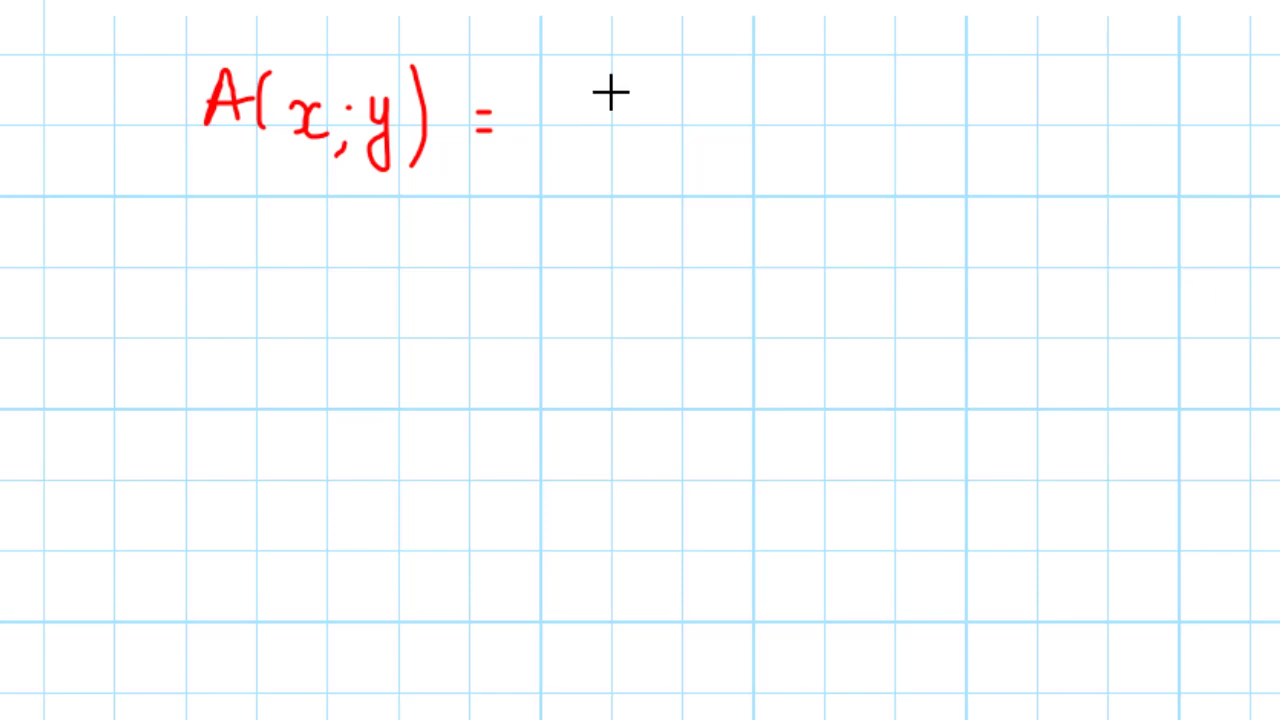 A(x;y) =